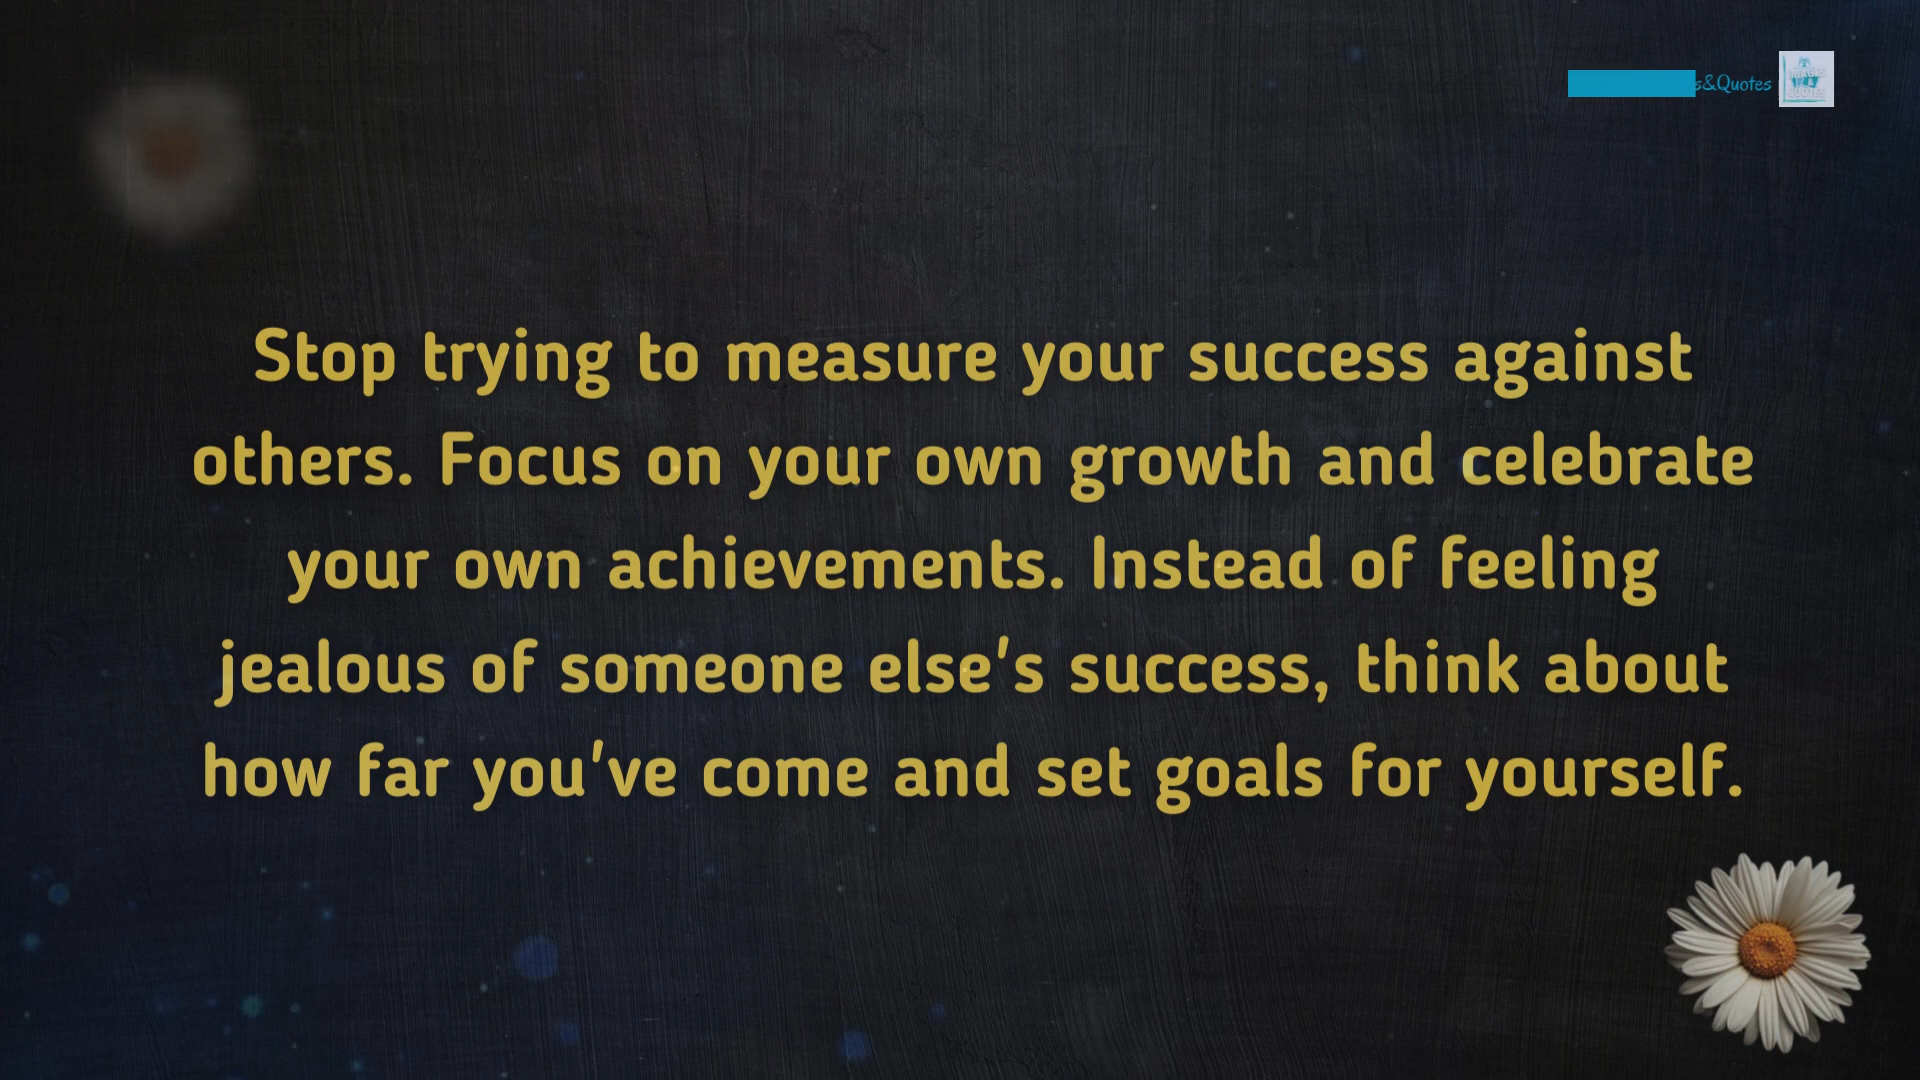 s&Quotes
Stop trying to measure your success against
others. Focus on your own growth and celebrate
your own achievements. Instead of feeling
jealous of someone else's success, think about
how far you've come and set goals for yourself.